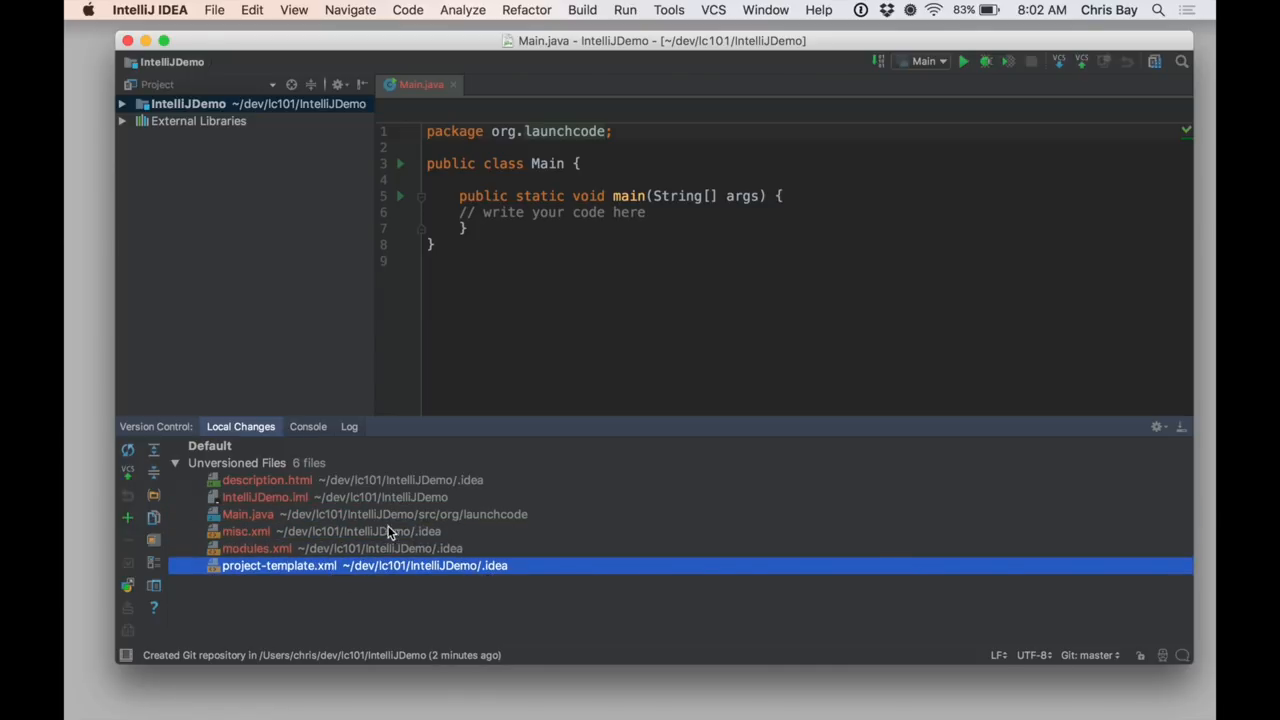 IntelliJ IDEA File Edit View Navigate Code Analyze Refactor Build Run Tools VCS Window Help 83% 8:02 AM Chris Bay
Main.java - IntelliJDemo - [~/dev/lc101/IntelliJDemo]
IntelliJDemo Main
Project Main.java
IntelliJDemo ~/dev/lc101/IntelliJDemo
External Libraries
1 package org.launchcode;
2
3 public class Main {
4
5 public static void main(String[] args) {
6 // write your code here
7 }
8 }
9
Version Control: Local Changes Console Log
Default
Unversioned Files 6 files
description.html ~/dev/lc101/IntelliJDemo/.idea
IntelliJDemo.iml ~/dev/lc101/IntelliJDemo
Main.java ~/dev/lc101/IntelliJDemo/src/org/launchcode
misc.xml ~/dev/lc101/IntelliJDemo/.idea
modules.xml ~/dev/lc101/IntelliJDemo/.idea
project-template.xml ~/dev/lc101/IntelliJDemo/.idea
Created Git repository in /Users/chris/dev/lc101/IntelliJDemo (2 minutes ago) LF UTF-8 Git: master